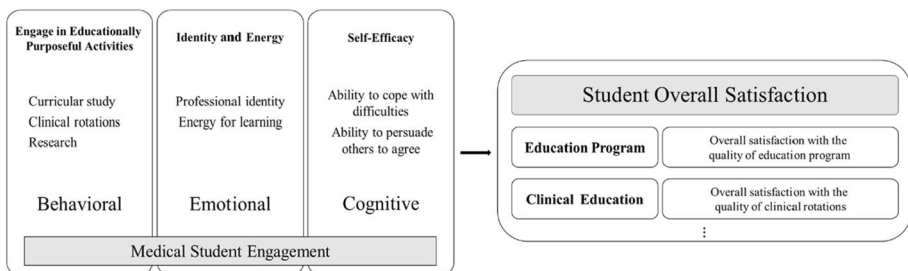 Engage in Educationally
Purposeful Activities
Curricular study
Clinical rotations
Research
Behavioral
Identity and Energy
Professional identity
Energy for learning
Emotional
Self-Efficacy
Ability to cope with
difficulties
Ability to persuade
others to agree
Cognitive
Medical Student Engagement
Student Overall Satisfaction
Education Program
Overall satisfaction with the
quality of education program
Clinical Education
Overall satisfaction with the
quality of clinical rotations
⋮